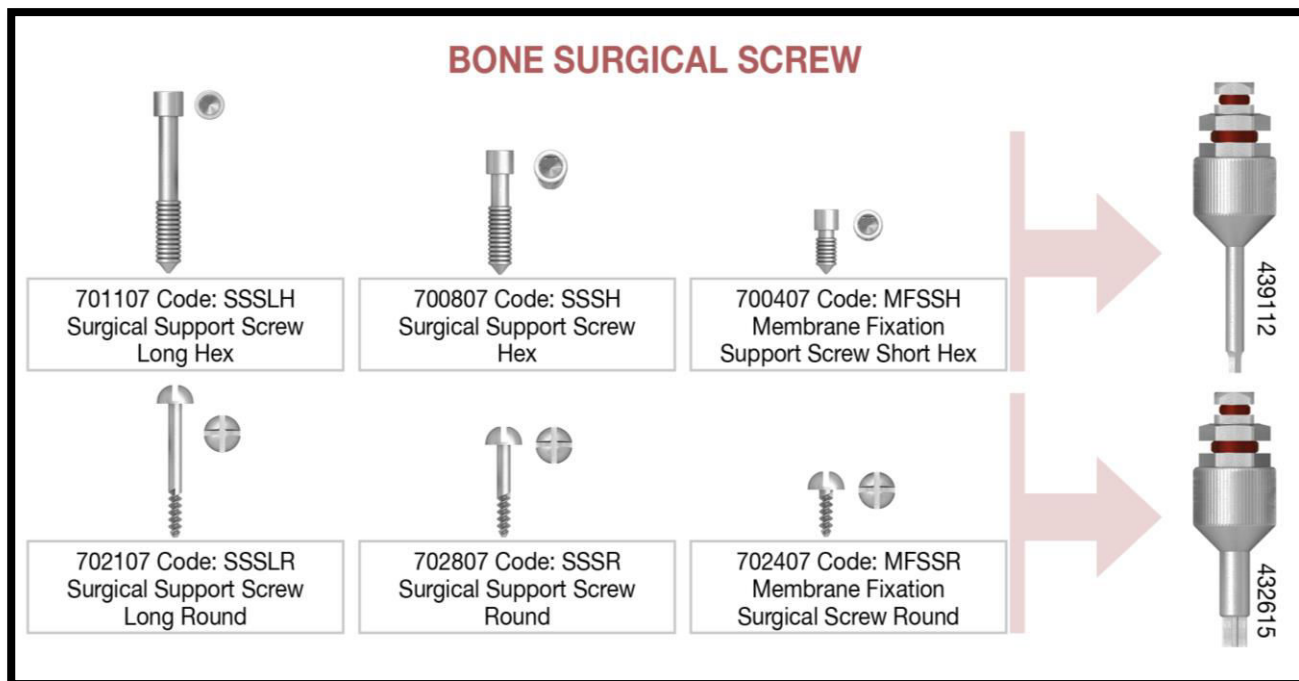 BONE SURGICAL SCREW
701107 Code: SSSLH
Surgical Support Screw
Long Hex
700807 Code: SSSH
Surgical Support Screw
Hex
700407 Code: MFSSH
Membrane Fixation
Support Screw Short Hex
439112
702107 Code: SSSLR
Surgical Support Screw
Long Round
702807 Code: SSSR
Surgical Support Screw
Round
702407 Code: MFSSR
Membrane Fixation
Surgical Screw Round
432615